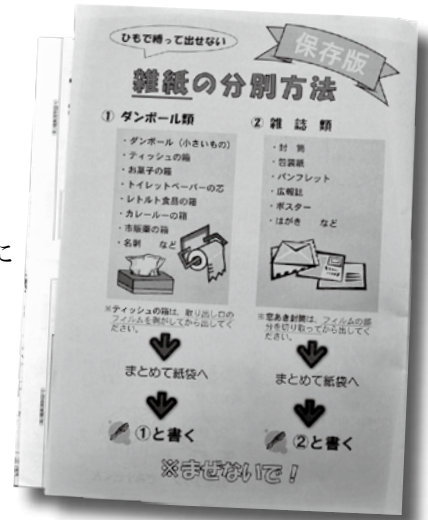 ひもで縛って出せない
保存版
雑紙の分別方法
① ダンボール類
・ダンボール（小さいもの）
・ティッシュの箱
・お菓子の箱
・トイレットペーパーの芯
・レトルト食品の箱
・カレールーの箱
・市販薬の箱
・名刺 など
※ティッシュの箱は、取り出し口の
フィルムを剥がしてから出してく
ださい。
まとめて紙袋へ
①と書く
② 雑誌類
・封筒
・包装紙
・パンフレット
・広報誌
・ポスター
・はがき など
※窓あき封筒は、フィルムの部
分を切り取ってから出してく
ださい。
まとめて紙袋へ
②と書く
※まぜないで！
に